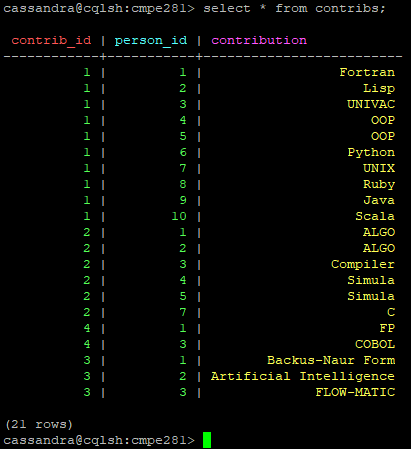 cassandra@cqlsh:cmpe281> select * from contribs;
contrib_id | person_id | contribution
------------+-----------+-------------------------
1 | 1 | Fortran
1 | 2 | Lisp
1 | 3 | UNIVAC
1 | 4 | OOP
1 | 5 | OOP
1 | 6 | Python
1 | 7 | UNIX
1 | 8 | Ruby
1 | 9 | Java
1 | 10 | Scala
2 | 1 | ALGO
2 | 2 | ALGO
2 | 3 | Compiler
2 | 4 | Simula
2 | 5 | Simula
2 | 7 | C
4 | 1 | FP
4 | 3 | COBOL
3 | 1 | Backus-Naur Form
3 | 2 | Artificial Intelligence
3 | 3 | FLOW-MATIC
(21 rows)
cassandra@cqlsh:cmpe281>